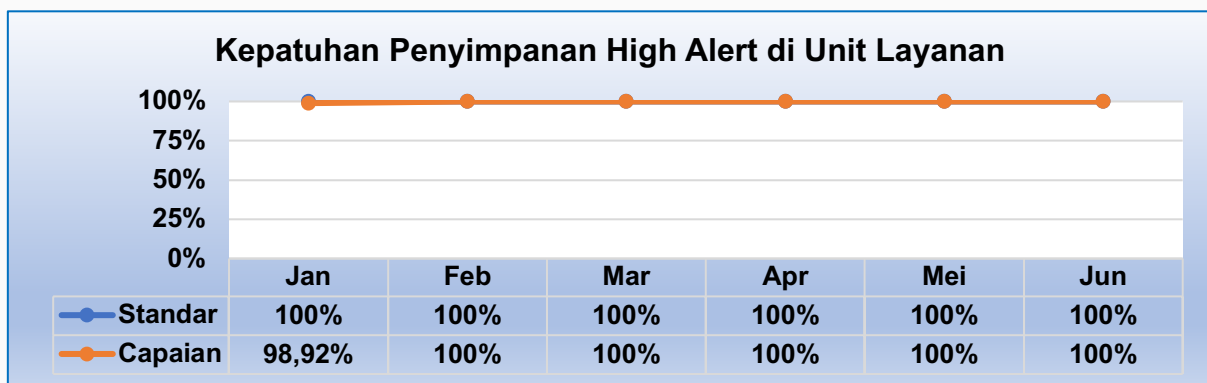 Kepatuhan Penyimpanan High Alert di Unit Layanan
100%
75%
50%
25%
0%
Jan Feb Mar Apr Mei Jun
Standar 100% 100% 100% 100% 100% 100%
Capaian 98,92% 100% 100% 100% 100% 100%